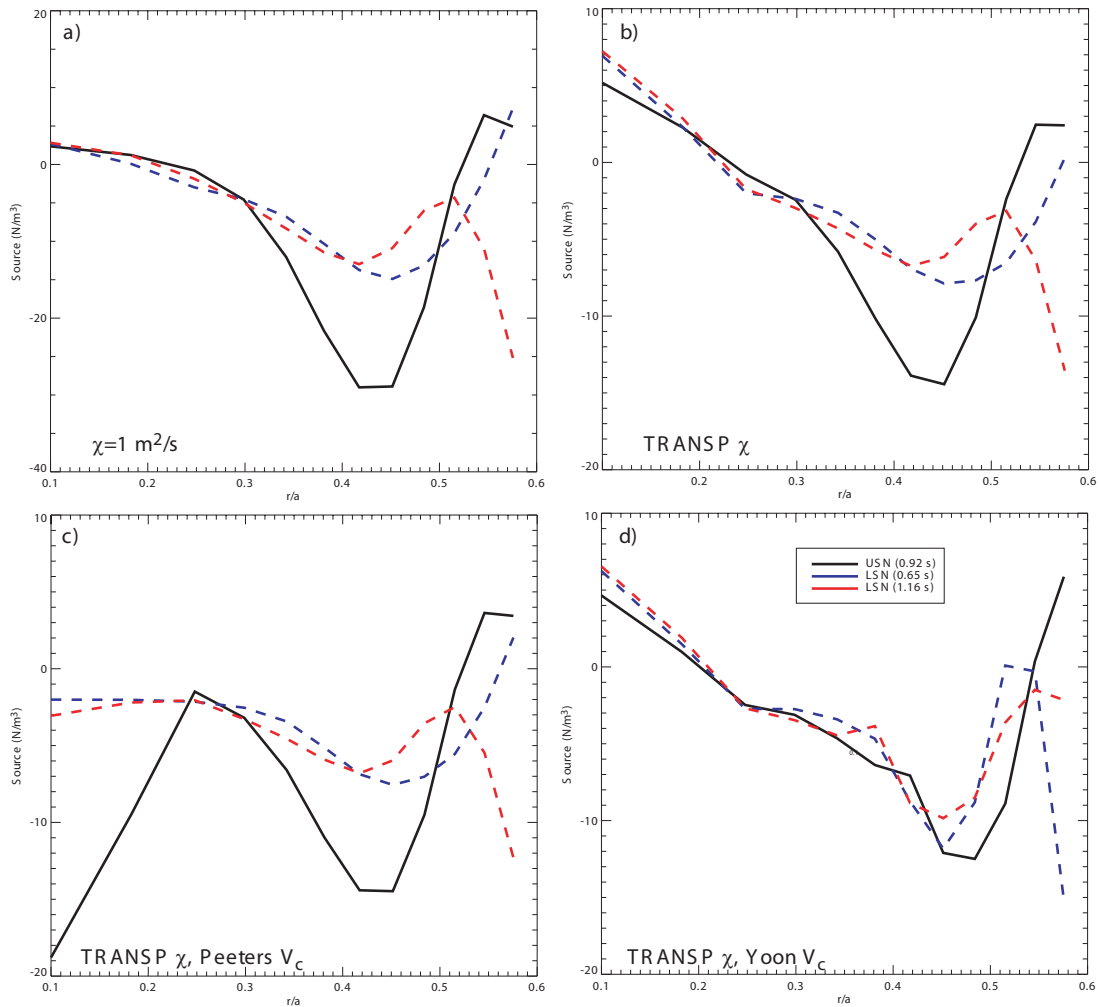 a)
20
0
-20
-40
Source (N/m³)
χ=1 m²/s
0.1 0.2 0.3 0.4 0.5 0.6
r/a
b)
10
0
-10
-20
Source (N/m³)
TRANSP χ
0.1 0.2 0.3 0.4 0.5 0.6
r/a
c)
10
0
-10
-20
Source (N/m³)
TRANSP χ, Peeters V_c
0.1 0.2 0.3 0.4 0.5 0.6
r/a
d)
10
0
-10
-20
Source (N/m³)
USN (0.92 s)
LSN (0.65 s)
LSN (1.16 s)
TRANSP χ, Yoon V_c
0.1 0.2 0.3 0.4 0.5 0.6
r/a